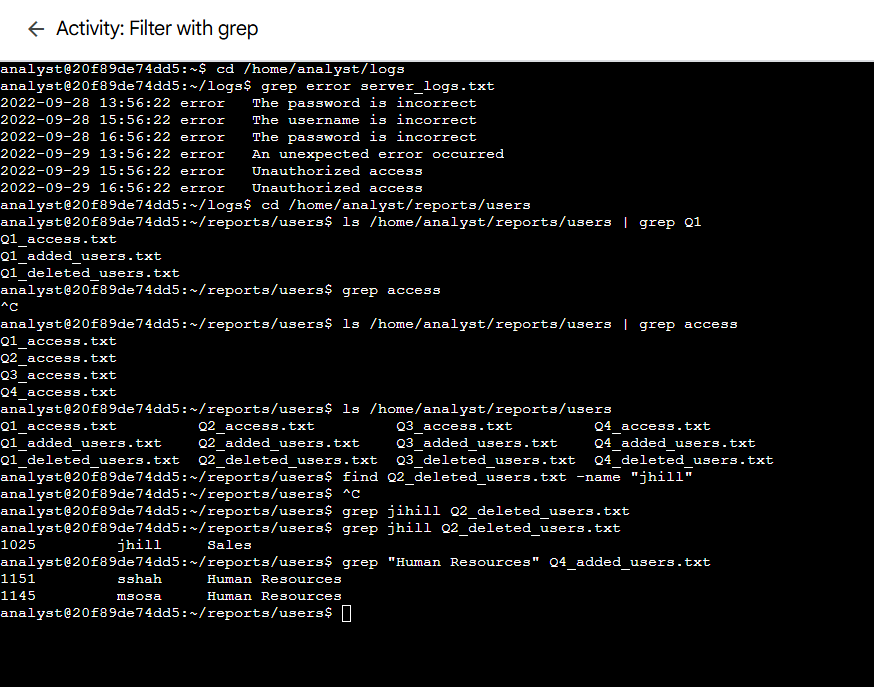 ← Activity: Filter with grep
analyst@20f89de74dd5:~$ cd /home/analyst/logs
analyst@20f89de74dd5:~/logs$ grep error server_logs.txt
2022-09-28 13:56:22 error   The password is incorrect
2022-09-28 15:56:22 error   The username is incorrect
2022-09-28 16:56:22 error   The password is incorrect
2022-09-29 13:56:22 error   An unexpected error occurred
2022-09-29 15:56:22 error   Unauthorized access
2022-09-29 16:56:22 error   Unauthorized access
analyst@20f89de74dd5:~/logs$ cd /home/analyst/reports/users
analyst@20f89de74dd5:~/reports/users$ ls /home/analyst/reports/users | grep Q1
Q1_access.txt
Q1_added_users.txt
Q1_deleted_users.txt
analyst@20f89de74dd5:~/reports/users$ grep access
^C
analyst@20f89de74dd5:~/reports/users$ ls /home/analyst/reports/users | grep access
Q1_access.txt
Q2_access.txt
Q3_access.txt
Q4_access.txt
analyst@20f89de74dd5:~/reports/users$ ls /home/analyst/reports/users
Q1_access.txt         Q2_access.txt         Q3_access.txt         Q4_access.txt
Q1_added_users.txt    Q2_added_users.txt    Q3_added_users.txt    Q4_added_users.txt
Q1_deleted_users.txt  Q2_deleted_users.txt  Q3_deleted_users.txt  Q4_deleted_users.txt
analyst@20f89de74dd5:~/reports/users$ find Q2_deleted_users.txt -name "jhill"
analyst@20f89de74dd5:~/reports/users$ ^C
analyst@20f89de74dd5:~/reports/users$ grep jihill Q2_deleted_users.txt
analyst@20f89de74dd5:~/reports/users$ grep jhill Q2_deleted_users.txt
1025         jhill     Sales
analyst@20f89de74dd5:~/reports/users$ grep "Human Resources" Q4_added_users.txt
1151         sshah     Human Resources
1145         msosa     Human Resources
analyst@20f89de74dd5:~/reports/users$